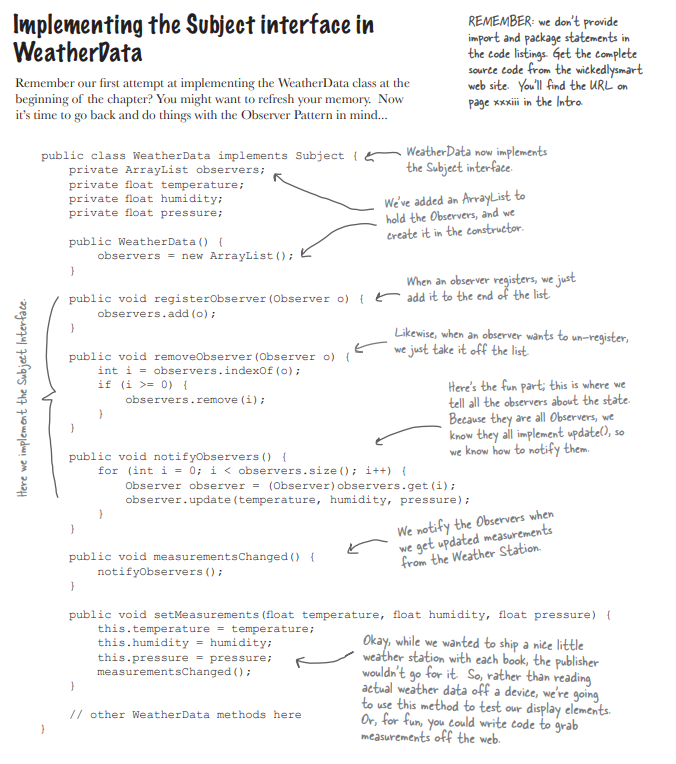 Implementing the Subject interface in
WeatherData
REMEMBER: we don't provide
import and package statements in
the code listings. Get the complete
source code from the wickedlysmart
web site. You'll find the URL on
page xxxiii in the Intro.
Remember our first attempt at implementing the WeatherData class at the
beginning of the chapter? You might want to refresh your memory. Now
it's time to go back and do things with the Observer Pattern in mind...
public class WeatherData implements Subject {
WeatherData now implements
the Subject interface.
private ArrayList observers;
private float temperature;
private float humidity;
private float pressure;
We've added an ArrayList to
hold the Observers, and we
create it in the constructor.
public WeatherData() {
observers = new ArrayList();
}
Here we implement the Subject Interface.
public void registerObserver(Observer o) {
observers.add(o);
}
When an observer registers, we just
add it to the end of the list.
public void removeObserver(Observer o) {
int i = observers.indexOf(o);
if (i >= 0) {
observers.remove(i);
}
}
Likewise, when an observer wants to un-register,
we just take it off the list.
Here's the fun part; this is where we
tell all the observers about the state.
Because they are all Observers, we
know they all implement update(), so
we know how to notify them.
public void notifyObservers() {
for (int i = 0; i < observers.size(); i++) {
Observer observer = (Observer)observers.get(i);
observer.update(temperature, humidity, pressure);
}
}
We notify the Observers when
we get updated measurements
from the Weather Station.
public void measurementsChanged() {
notifyObservers();
}
public void setMeasurements(float temperature, float humidity, float pressure) {
this.temperature = temperature;
this.humidity = humidity;
this.pressure = pressure;
measurementsChanged();
}
Okay, while we wanted to ship a nice little
weather station with each book, the publisher
wouldn't go for it. So, rather than reading
actual weather data off a device, we're going
to use this method to test our display elements.
Or, for fun, you could write code to grab
measurements off the web.
// other WeatherData methods here
}